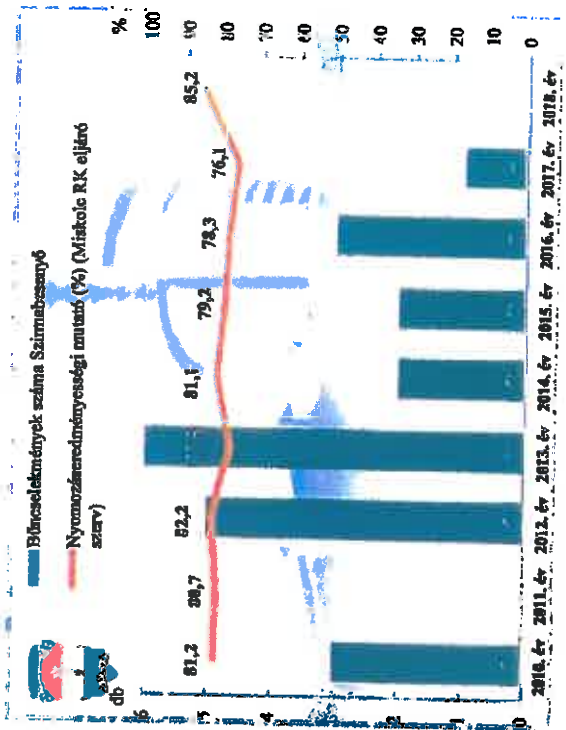 Bűncselekmények száma Szirmabesenyő
Nyomozáseredményességi mutató (%) (Miskolc RK eljáró
szerv)
db
%
6
5
4
1
0
100
90
80
70
60
50
40
30
20
10
0
81,2 80,7 82,2 81,1 79,2 78,3 76,1 85,2
2010. év 2011. év 2012. év 2013. év 2014. év 2015. év 2016. év 2017. év 2018. év